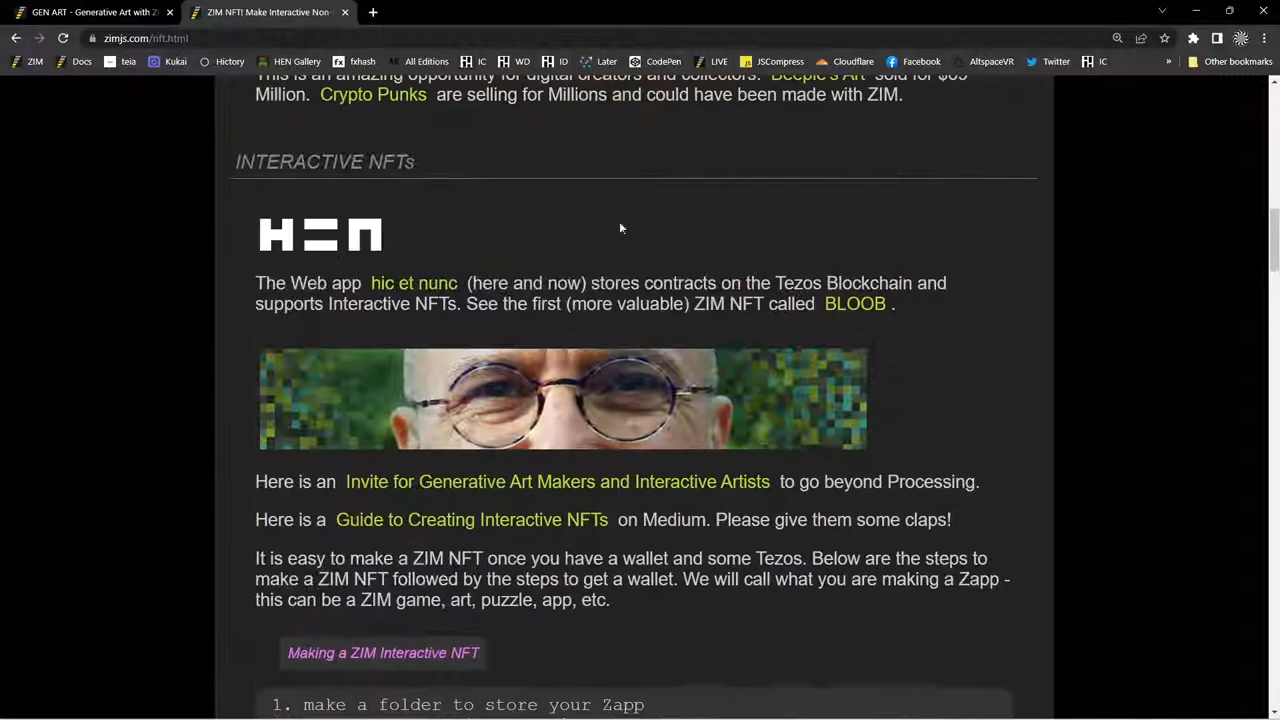 GEN ART - Generative Art with Z
ZIM NFT! Make Interactive Non-
zimjs.com/nft.html
ZIM
Docs
teia
Kukai
Hictory
HEN Gallery
fxhash
All Editions
IC
WD
ID
Later
CodePen
LIVE
JSCompress
Cloudflare
Facebook
AltspaceVR
Twitter
IC
»
Other bookmarks
This is an amazing opportunity for digital creators and collectors. Beeple's Art sold for $69
Million. Crypto Punks are selling for Millions and could have been made with ZIM.
INTERACTIVE NFTs
HEN
The Web app hic et nunc (here and now) stores contracts on the Tezos Blockchain and
supports Interactive NFTs. See the first (more valuable) ZIM NFT called BLOOB .
Here is an Invite for Generative Art Makers and Interactive Artists to go beyond Processing.
Here is a Guide to Creating Interactive NFTs on Medium. Please give them some claps!
It is easy to make a ZIM NFT once you have a wallet and some Tezos. Below are the steps to
make a ZIM NFT followed by the steps to get a wallet. We will call what you are making a Zapp -
this can be a ZIM game, art, puzzle, app, etc.
Making a ZIM Interactive NFT
1. make a folder to store your Zapp